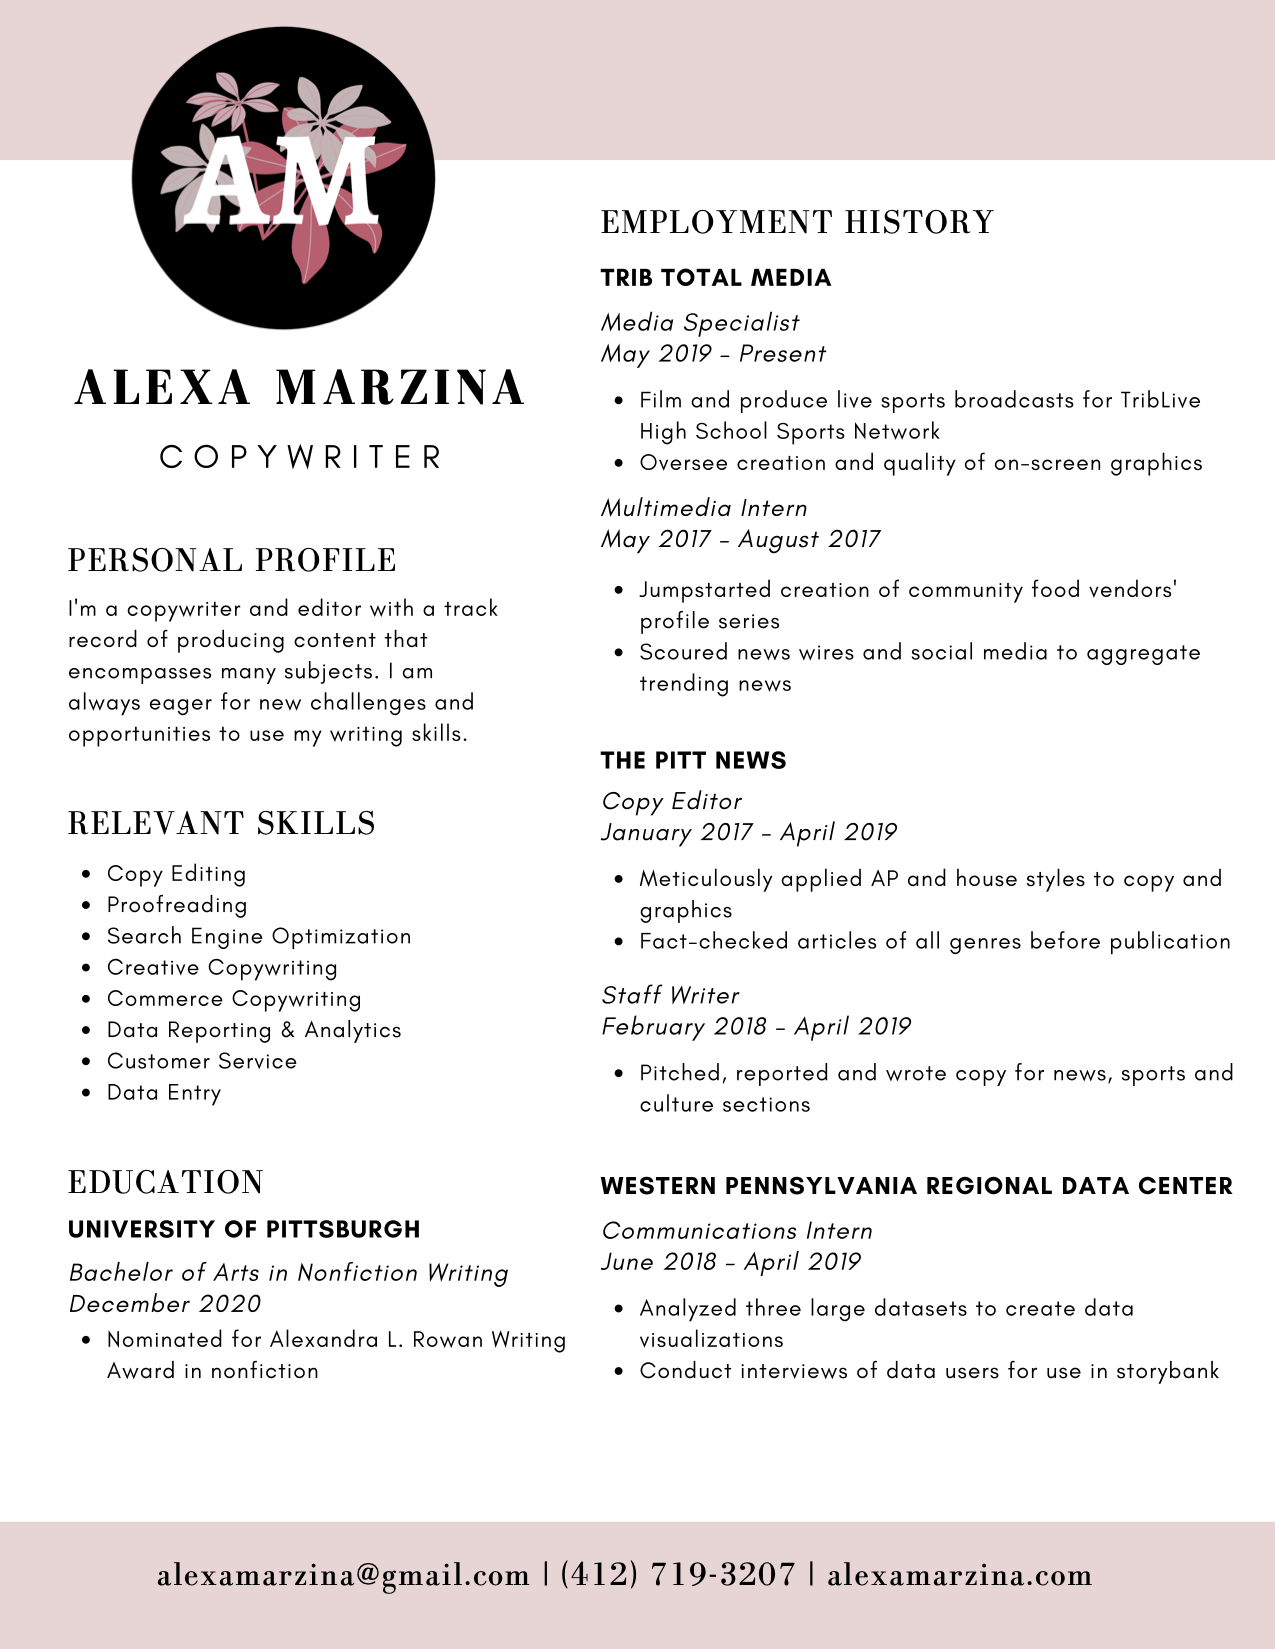 AM
ALEXA MARZINA
COPYWRITER
PERSONAL PROFILE
I'm a copywriter and editor with a track
record of producing content that
encompasses many subjects. I am
always eager for new challenges and
opportunities to use my writing skills.
RELEVANT SKILLS
• Copy Editing
• Proofreading
• Search Engine Optimization
• Creative Copywriting
• Commerce Copywriting
• Data Reporting & Analytics
• Customer Service
• Data Entry
EDUCATION
UNIVERSITY OF PITTSBURGH
Bachelor of Arts in Nonfiction Writing
December 2020
• Nominated for Alexandra L. Rowan Writing
Award in nonfiction
EMPLOYMENT HISTORY
TRIB TOTAL MEDIA
Media Specialist
May 2019 – Present
• Film and produce live sports broadcasts for TribLive
High School Sports Network
• Oversee creation and quality of on-screen graphics
Multimedia Intern
May 2017 – August 2017
• Jumpstarted creation of community food vendors'
profile series
• Scoured news wires and social media to aggregate
trending news
THE PITT NEWS
Copy Editor
January 2017 – April 2019
• Meticulously applied AP and house styles to copy and
graphics
• Fact-checked articles of all genres before publication
Staff Writer
February 2018 – April 2019
• Pitched, reported and wrote copy for news, sports and
culture sections
WESTERN PENNSYLVANIA REGIONAL DATA CENTER
Communications Intern
June 2018 – April 2019
• Analyzed three large datasets to create data
visualizations
• Conduct interviews of data users for use in storybank
alexamarzina@gmail.com | (412) 719-3207 | alexamarzina.com